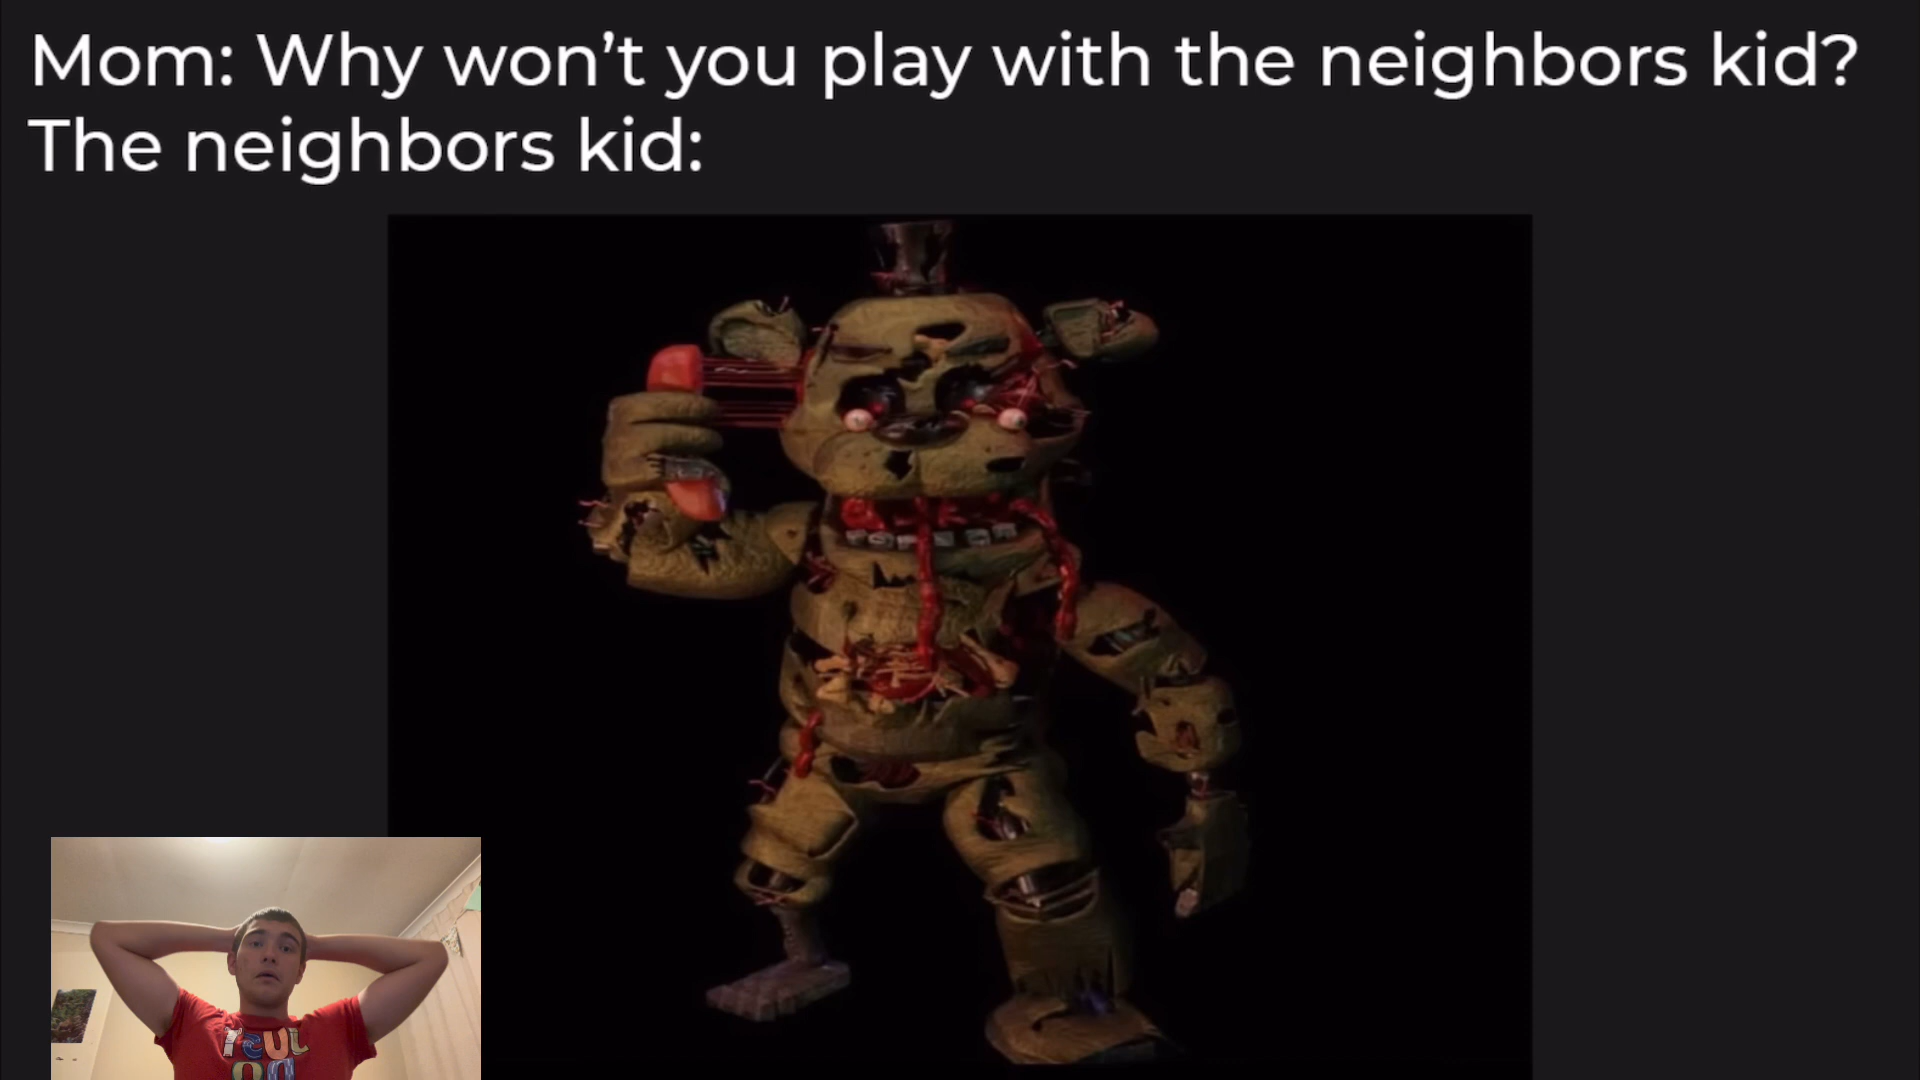 Mom: Why won’t you play with the neighbors kid?
The neighbors kid: